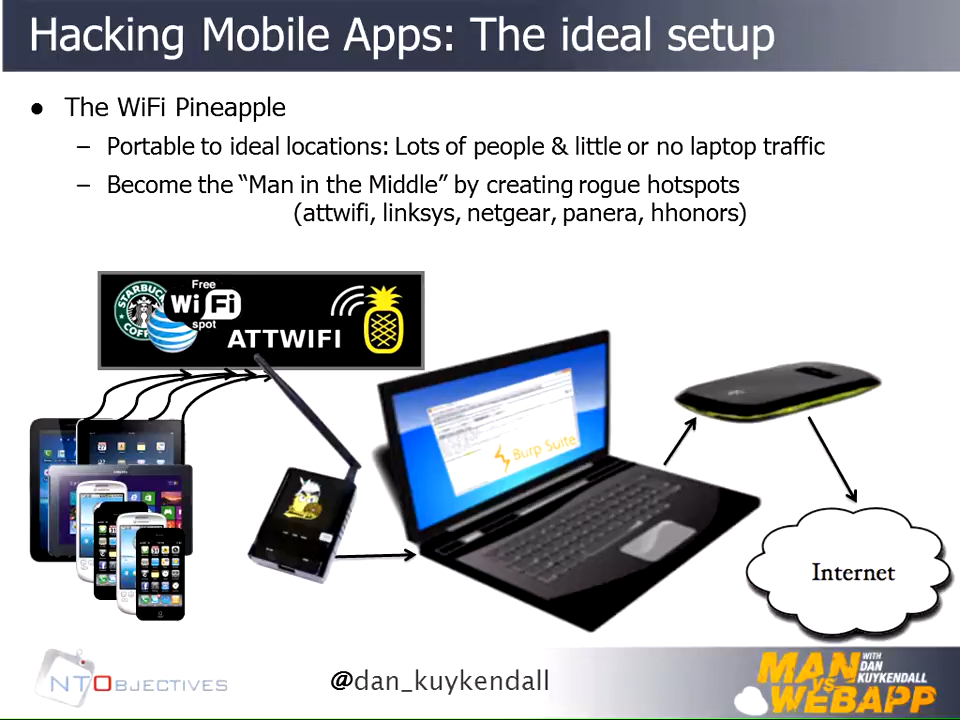 Hacking Mobile Apps: The ideal setup
● The WiFi Pineapple
– Portable to ideal locations: Lots of people & little or no laptop traffic
– Become the “Man in the Middle” by creating rogue hotspots
(attwifi, linksys, netgear, panera, hhonors)
Free
WiFi
spot
ATTWIFI
Burp Suite
Internet
NTOBJECTIVES
@dan_kuykendall
MAN WITH DAN KUYKENDALL
VS
WEBAPP